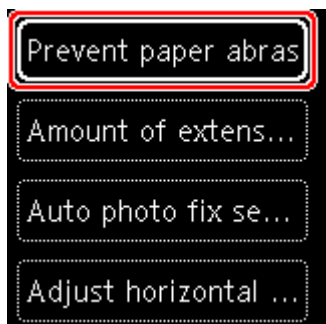 Prevent paper abras
Amount of extens...
Auto photo fix se...
Adjust horizontal ...